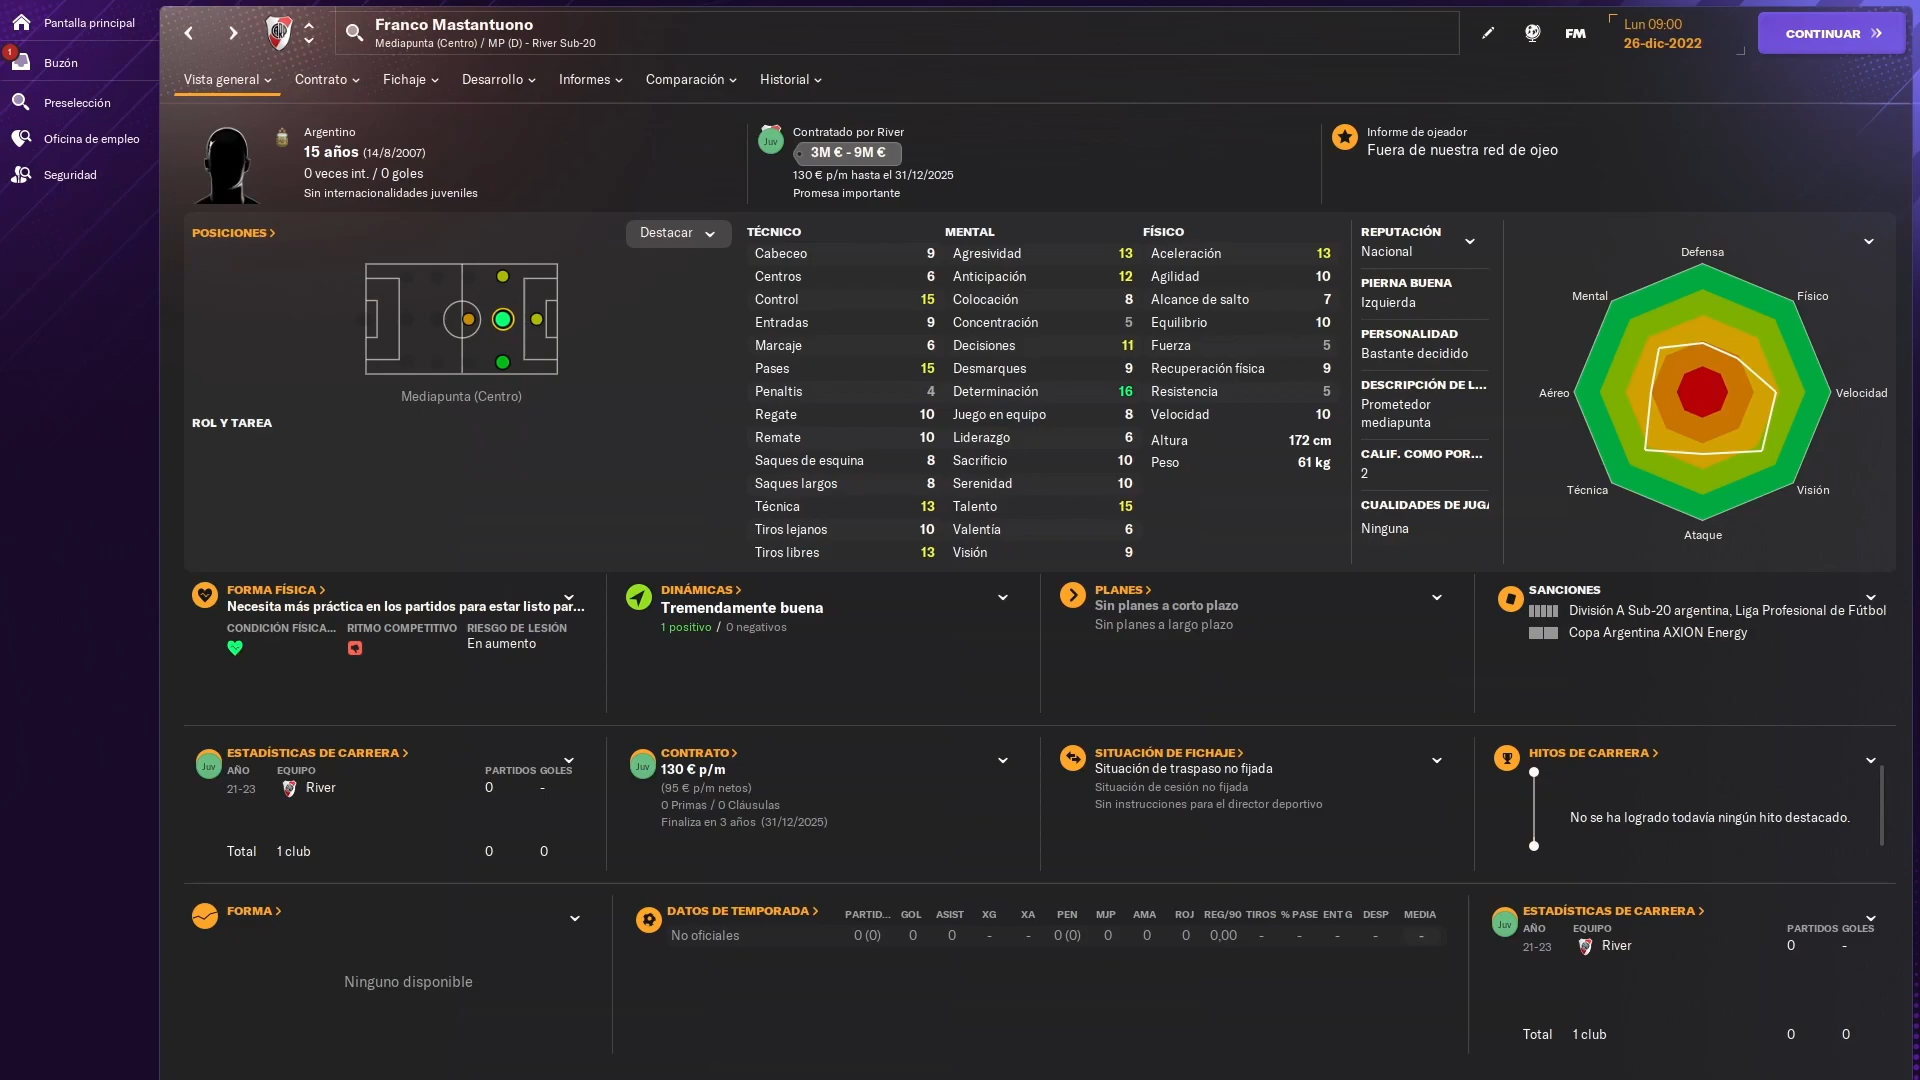 Pantalla principal
1
Buzón
Preselección
Oficina de empleo
Seguridad
Franco Mastantuono
Mediapunta (Centro) / MP (D) - River Sub-20
FM
Lun 09:00
26-dic-2022
CONTINUAR
Vista general
Contrato
Fichaje
Desarrollo
Informes
Comparación
Historial
Argentino
15 años (14/8/2007)
0 veces int. / 0 goles
Sin internacionalidades juveniles
Juv
Contratado por River
3M € - 9M €
130 € p/m hasta el 31/12/2025
Promesa importante
Informe de ojeador
Fuera de nuestra red de ojeo
POSICIONES
Destacar
Mediapunta (Centro)
ROL Y TAREA
TÉCNICO
Cabeceo 9
Centros 6
Control 15
Entradas 9
Marcaje 6
Pases 15
Penaltis 4
Regate 10
Remate 10
Saques de esquina 8
Saques largos 8
Técnica 13
Tiros lejanos 10
Tiros libres 13
MENTAL
Agresividad 13
Anticipación 12
Colocación 8
Concentración 5
Decisiones 11
Desmarques 9
Determinación 16
Juego en equipo 8
Liderazgo 6
Sacrificio 10
Serenidad 10
Talento 15
Valentía 6
Visión 9
FÍSICO
Aceleración 13
Agilidad 10
Alcance de salto 7
Equilibrio 10
Fuerza 5
Recuperación física 9
Resistencia 5
Velocidad 10
Altura 172 cm
Peso 61 kg
REPUTACIÓN
Nacional
PIERNA BUENA
Izquierda
PERSONALIDAD
Bastante decidido
DESCRIPCIÓN DE L...
Prometedor
mediapunta
CALIF. COMO POR...
2
CUALIDADES DE JUGA
Ninguna
Defensa
Físico
Velocidad
Visión
Ataque
Técnica
Aéreo
Mental
FORMA FÍSICA
Necesita más práctica en los partidos para estar listo par...
CONDICIÓN FÍSICA... RITMO COMPETITIVO RIESGO DE LESIÓN
En aumento
DINÁMICAS
Tremendamente buena
1 positivo / 0 negativos
PLANES
Sin planes a corto plazo
Sin planes a largo plazo
SANCIONES
División A Sub-20 argentina, Liga Profesional de Fútbol
Copa Argentina AXION Energy
Juv
ESTADÍSTICAS DE CARRERA
AÑO EQUIPO PARTIDOS GOLES
21-23 River 0 -
Total 1 club 0 0
Juv
CONTRATO
130 € p/m
(95 € p/m netos)
0 Primas / 0 Cláusulas
Finaliza en 3 años (31/12/2025)
SITUACIÓN DE FICHAJE
Situación de traspaso no fijada
Situación de cesión no fijada
Sin instrucciones para el director deportivo
HITOS DE CARRERA
No se ha logrado todavía ningún hito destacado.
FORMA
Ninguno disponible
DATOS DE TEMPORADA PARTID... GOL ASIST XG XA PEN MJP AMA ROJ REG/90 TIROS % PASE ENT G DESP MEDIA
No oficiales 0 (0) 0 0 - - 0 (0) 0 0 0 0,00 - - - - -
Juv
ESTADÍSTICAS DE CARRERA
AÑO EQUIPO PARTIDOS GOLES
21-23 River 0 -
Total 1 club 0 0